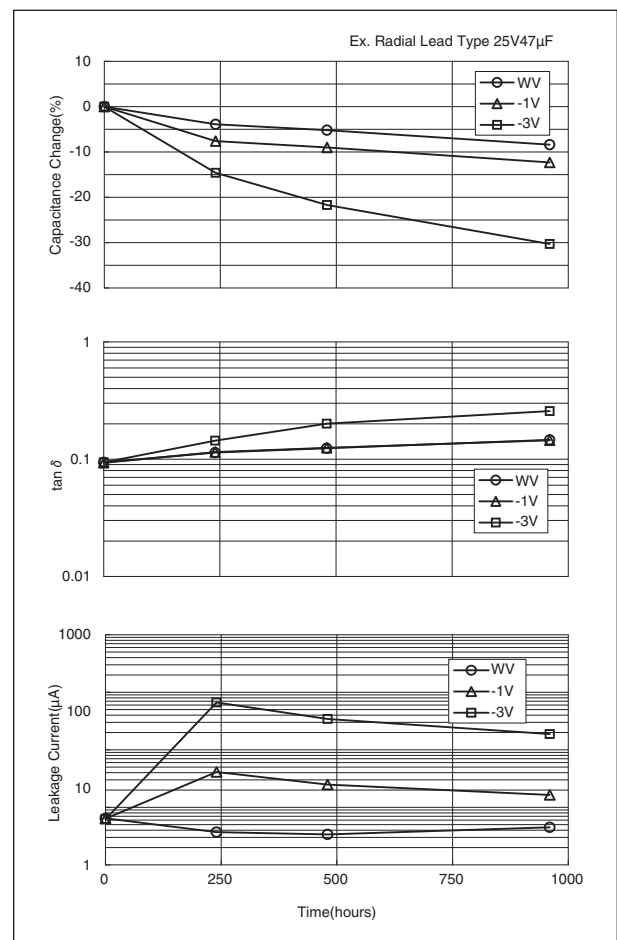 Ex. Radial Lead Type 25V47μF
10
0
-10
-20
-30
-40
Capacitance Change(%)
WV
-1V
-3V
1
0.1
0.01
tan δ
WV
-1V
-3V
1000
100
10
1
Leakage Current(μA)
WV
-1V
-3V
0 250 500 750 1000
Time(hours)